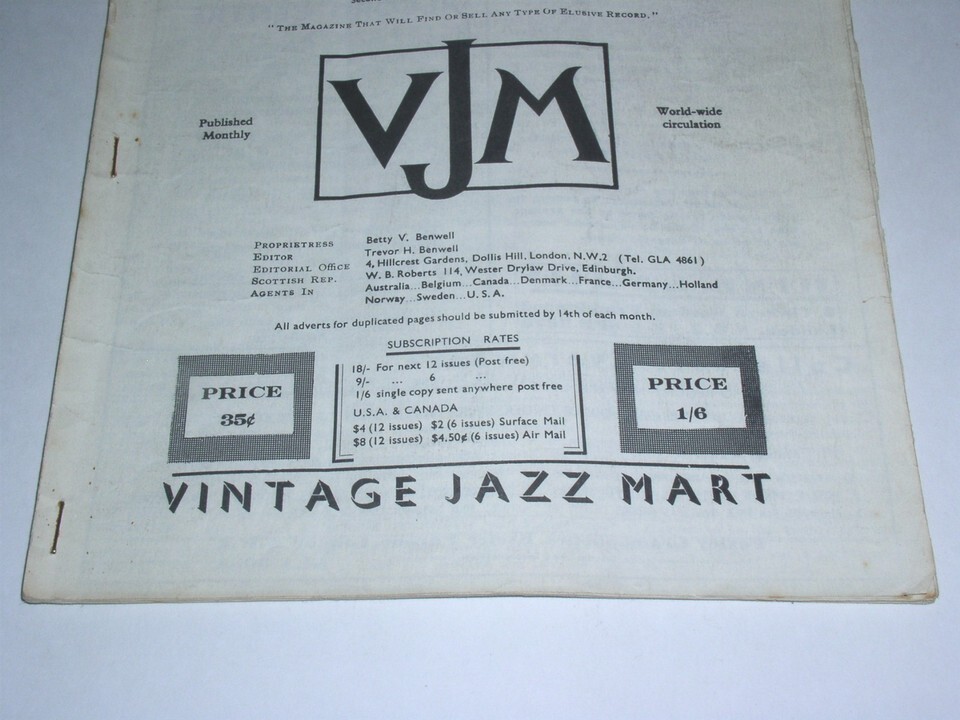 "The Magazine That Will Find Or Sell Any Type Of Elusive Record."
VJM
Published
Monthly
World-wide
circulation
Proprietress Betty V. Benwell
Editor Trevor H. Benwell
Editorial Office 4, Hillcrest Gardens, Dollis Hill, London, N.W.2 (Tel. GLA 4861)
Scottish Rep. W. B. Roberts 114, Wester Drylaw Drive, Edinburgh.
Agents In Australia...Belgium...Canada...Denmark...France...Germany...Holland
Norway...Sweden...U.S.A.
All adverts for duplicated pages should be submitted by 14th of each month.
SUBSCRIPTION RATES
18/- For next 12 issues (Post free)
9/- ... 6 ...
1/6 single copy sent anywhere post free
U.S.A. & CANADA
$4 (12 issues) $2 (6 issues) Surface Mail
$8 (12 issues) $4.50¢ (6 issues) Air Mail
PRICE
35¢
PRICE
1/6
VINTAGE JAZZ MART